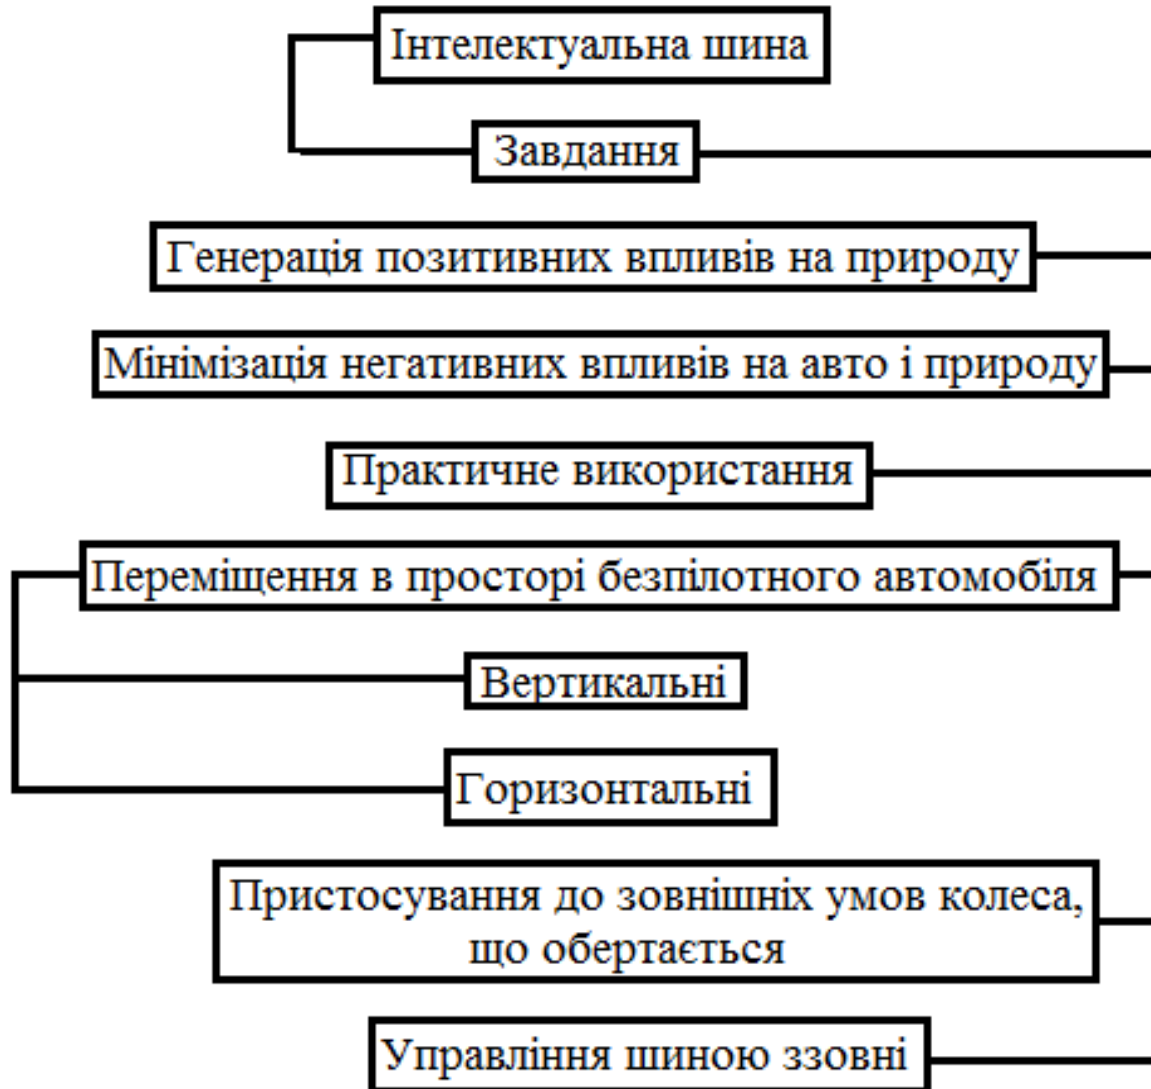 Інтелектуальна шина
Завдання
Генерація позитивних впливів на природу
Мінімізація негативних впливів на авто і природу
Практичне використання
Переміщення в просторі безпілотного автомобіля
Вертикальні
Горизонтальні
Пристосування до зовнішніх умов колеса,
що обертається
Управління шиною ззовні